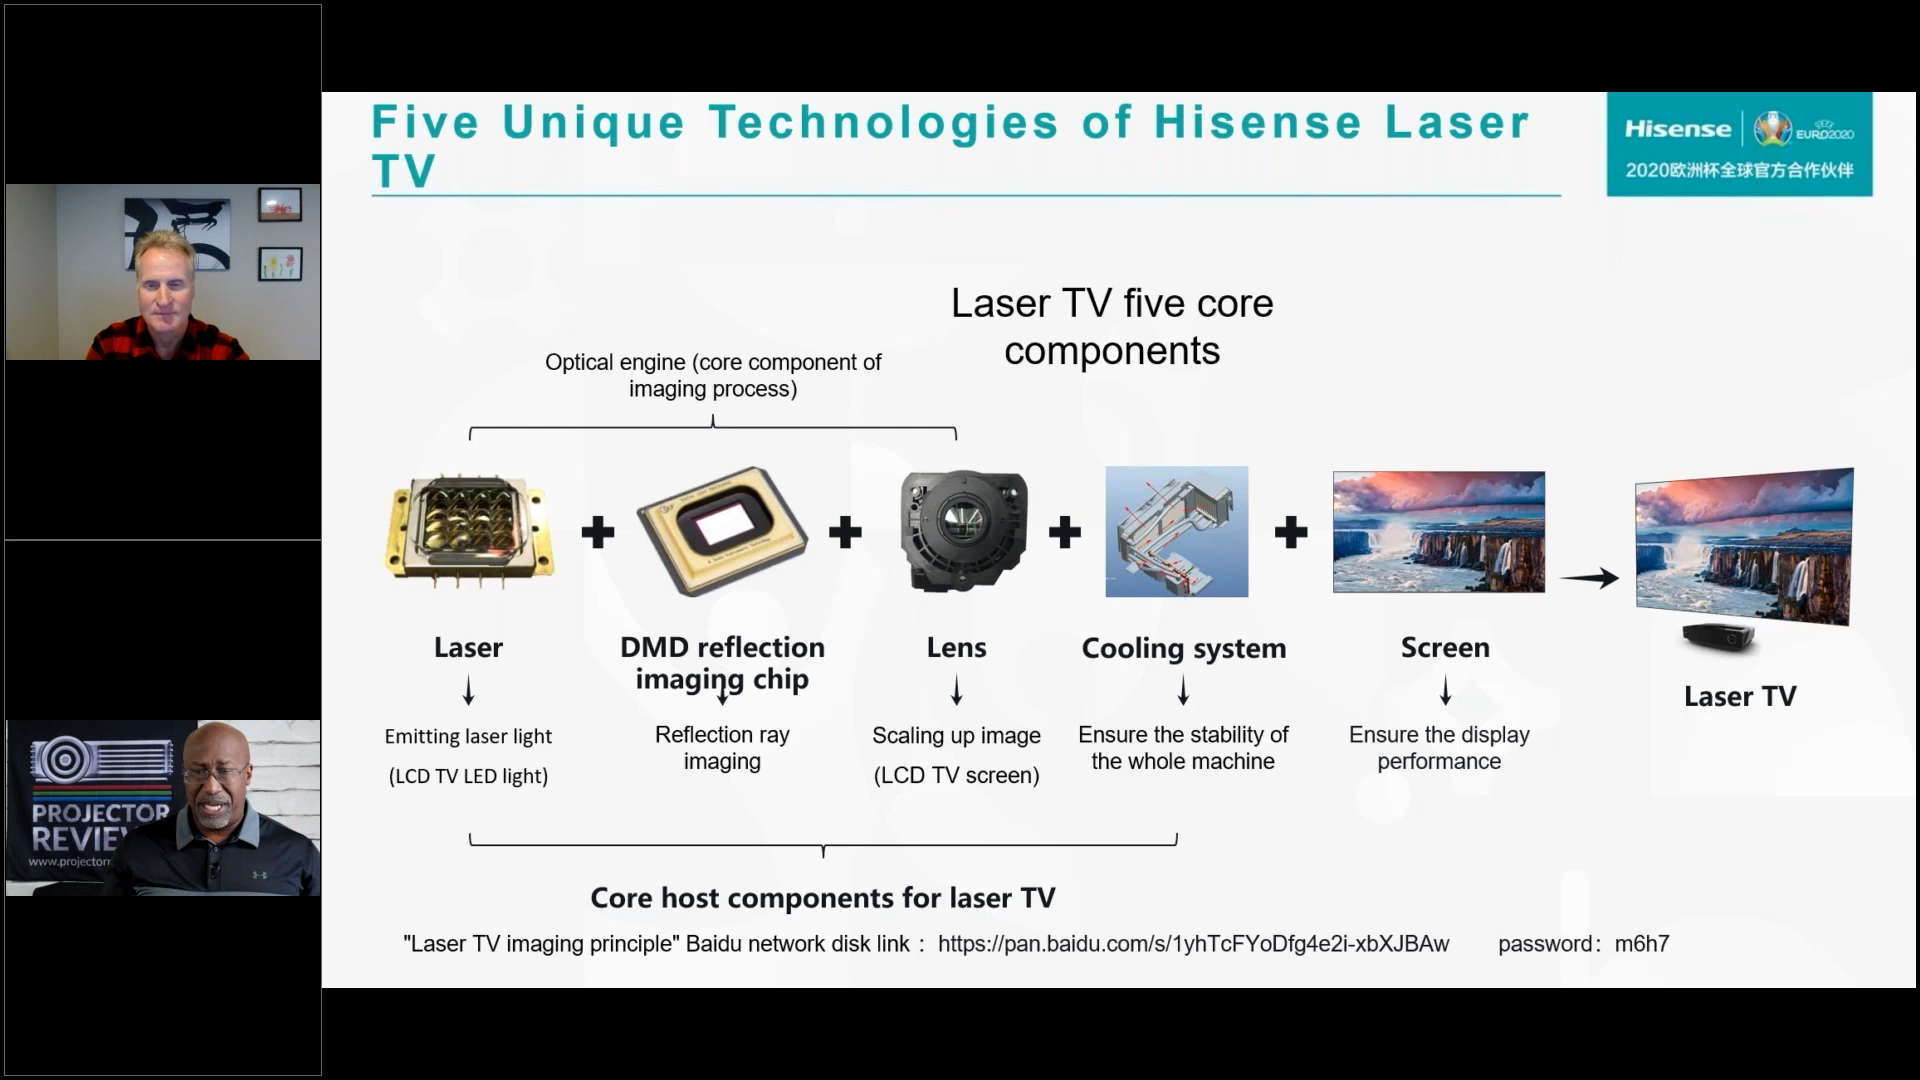 Five Unique Technologies of Hisense Laser
TV
Hisense
EURO2020
2020欧洲杯全球官方合作伙伴
Laser TV five core
components
Optical engine (core component of
imaging process)
Laser
DMD reflection
imaging chip
Lens
Cooling system
Screen
Laser TV
Emitting laser light
(LCD TV LED light)
Reflection ray
imaging
Scaling up image
(LCD TV screen)
Ensure the stability of
the whole machine
Ensure the display
performance
Core host components for laser TV
"Laser TV imaging principle" Baidu network disk link： https://pan.baidu.com/s/1yhTcFYoDfg4e2i-xbXJBAw password：m6h7
PROJECTOR
REVIEW
www.projectorr